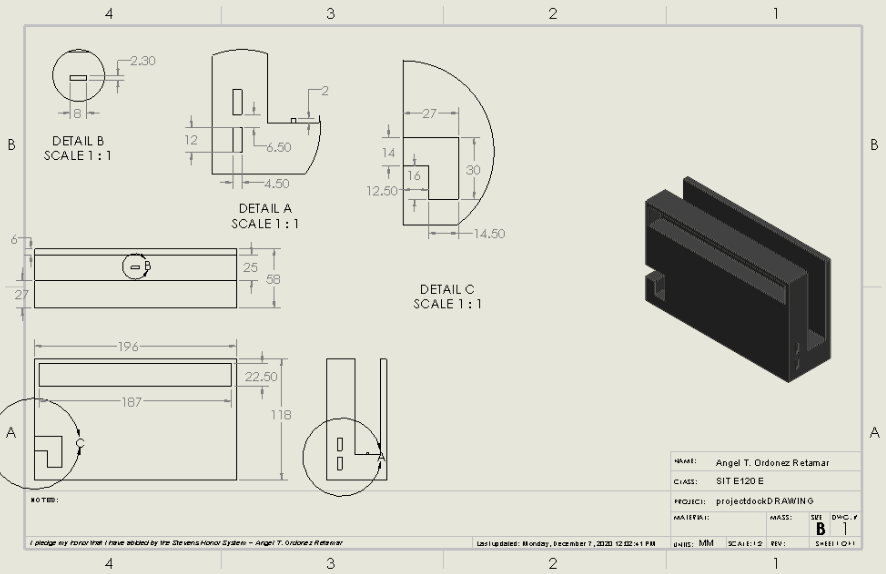 4 3 2 1
B B
A A
2.30
8
DETAIL B
SCALE 1 : 1
2
12
6.50
4.50
DETAIL A
SCALE 1 : 1
27
14
16
30
12.50
14.50
DETAIL C
SCALE 1 : 1
6
B
25
58
27
196
22.50
187
118
C
A
NOTES:
NAME: Angel T. Ordonez Retamar
CLASS: SIT E120 E
PROJECT: projectdockDRAWING
MATERIAL: MASS: SIZE DWG. #
B 1
UNITS: MM SCALE: 1:2 REV: SHEET 1 OF 1
I pledge my honor that I have abided by the Stevens Honor System – Angel T. Ordonez Retamar
Last updated: Monday, December 7, 2020 12:02:41 PM
4 3 2 1